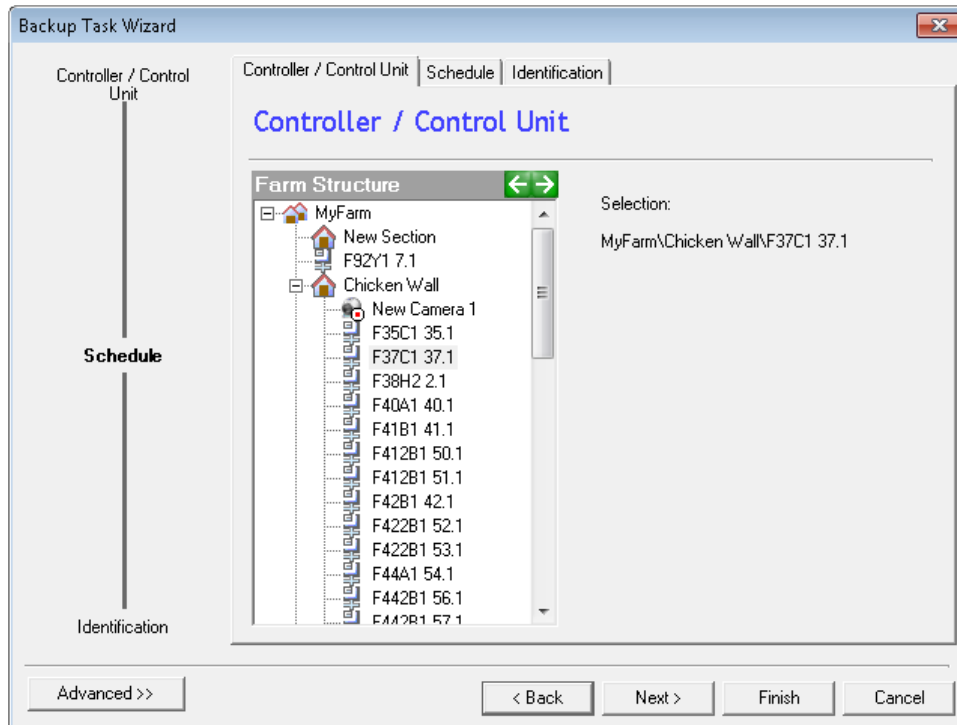 Backup Task Wizard
Controller / Control
Unit
Schedule
Identification
Controller / Control Unit
Schedule
Identification
Controller / Control Unit
Farm Structure
MyFarm
New Section
F92Y1 7.1
Chicken Wall
New Camera 1
F35C1 35.1
F37C1 37.1
F38H2 2.1
F40A1 40.1
F41B1 41.1
F412B1 50.1
F412B1 51.1
F42B1 42.1
F422B1 52.1
F422B1 53.1
F44A1 54.1
F442B1 56.1
F442B1 57.1
Selection:
MyFarm\Chicken Wall\F37C1 37.1
Advanced >>
< Back
Next >
Finish
Cancel